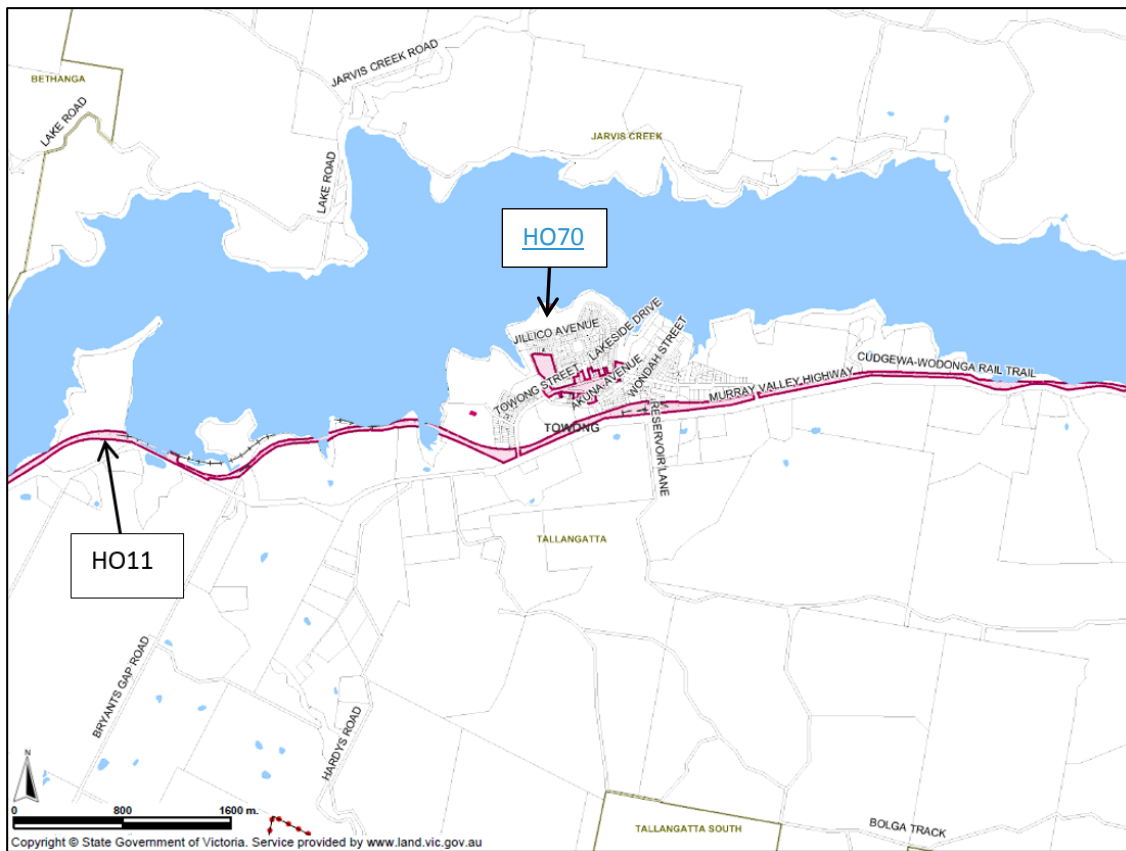 JARVIS CREEK ROAD
BETHANGA
LAKE ROAD
JARVIS CREEK
LAKE ROAD
HO70
JILLICO AVENUE
LAKESIDE DRIVE
WONDAH STREET
CUDGEWA-WODONGA RAIL TRAIL
TOWONG STREET
AKUNA AVENUE
MURRAY VALLEY HIGHWAY
TOWONG
RESERVOIR LANE
HO11
TALLANGATTA
BRYANTS GAP ROAD
HARDYS ROAD
N
0 800 1600 m.
TALLANGATTA SOUTH
BOLGA TRACK
Copyright © State Government of Victoria. Service provided by www.land.vic.gov.au